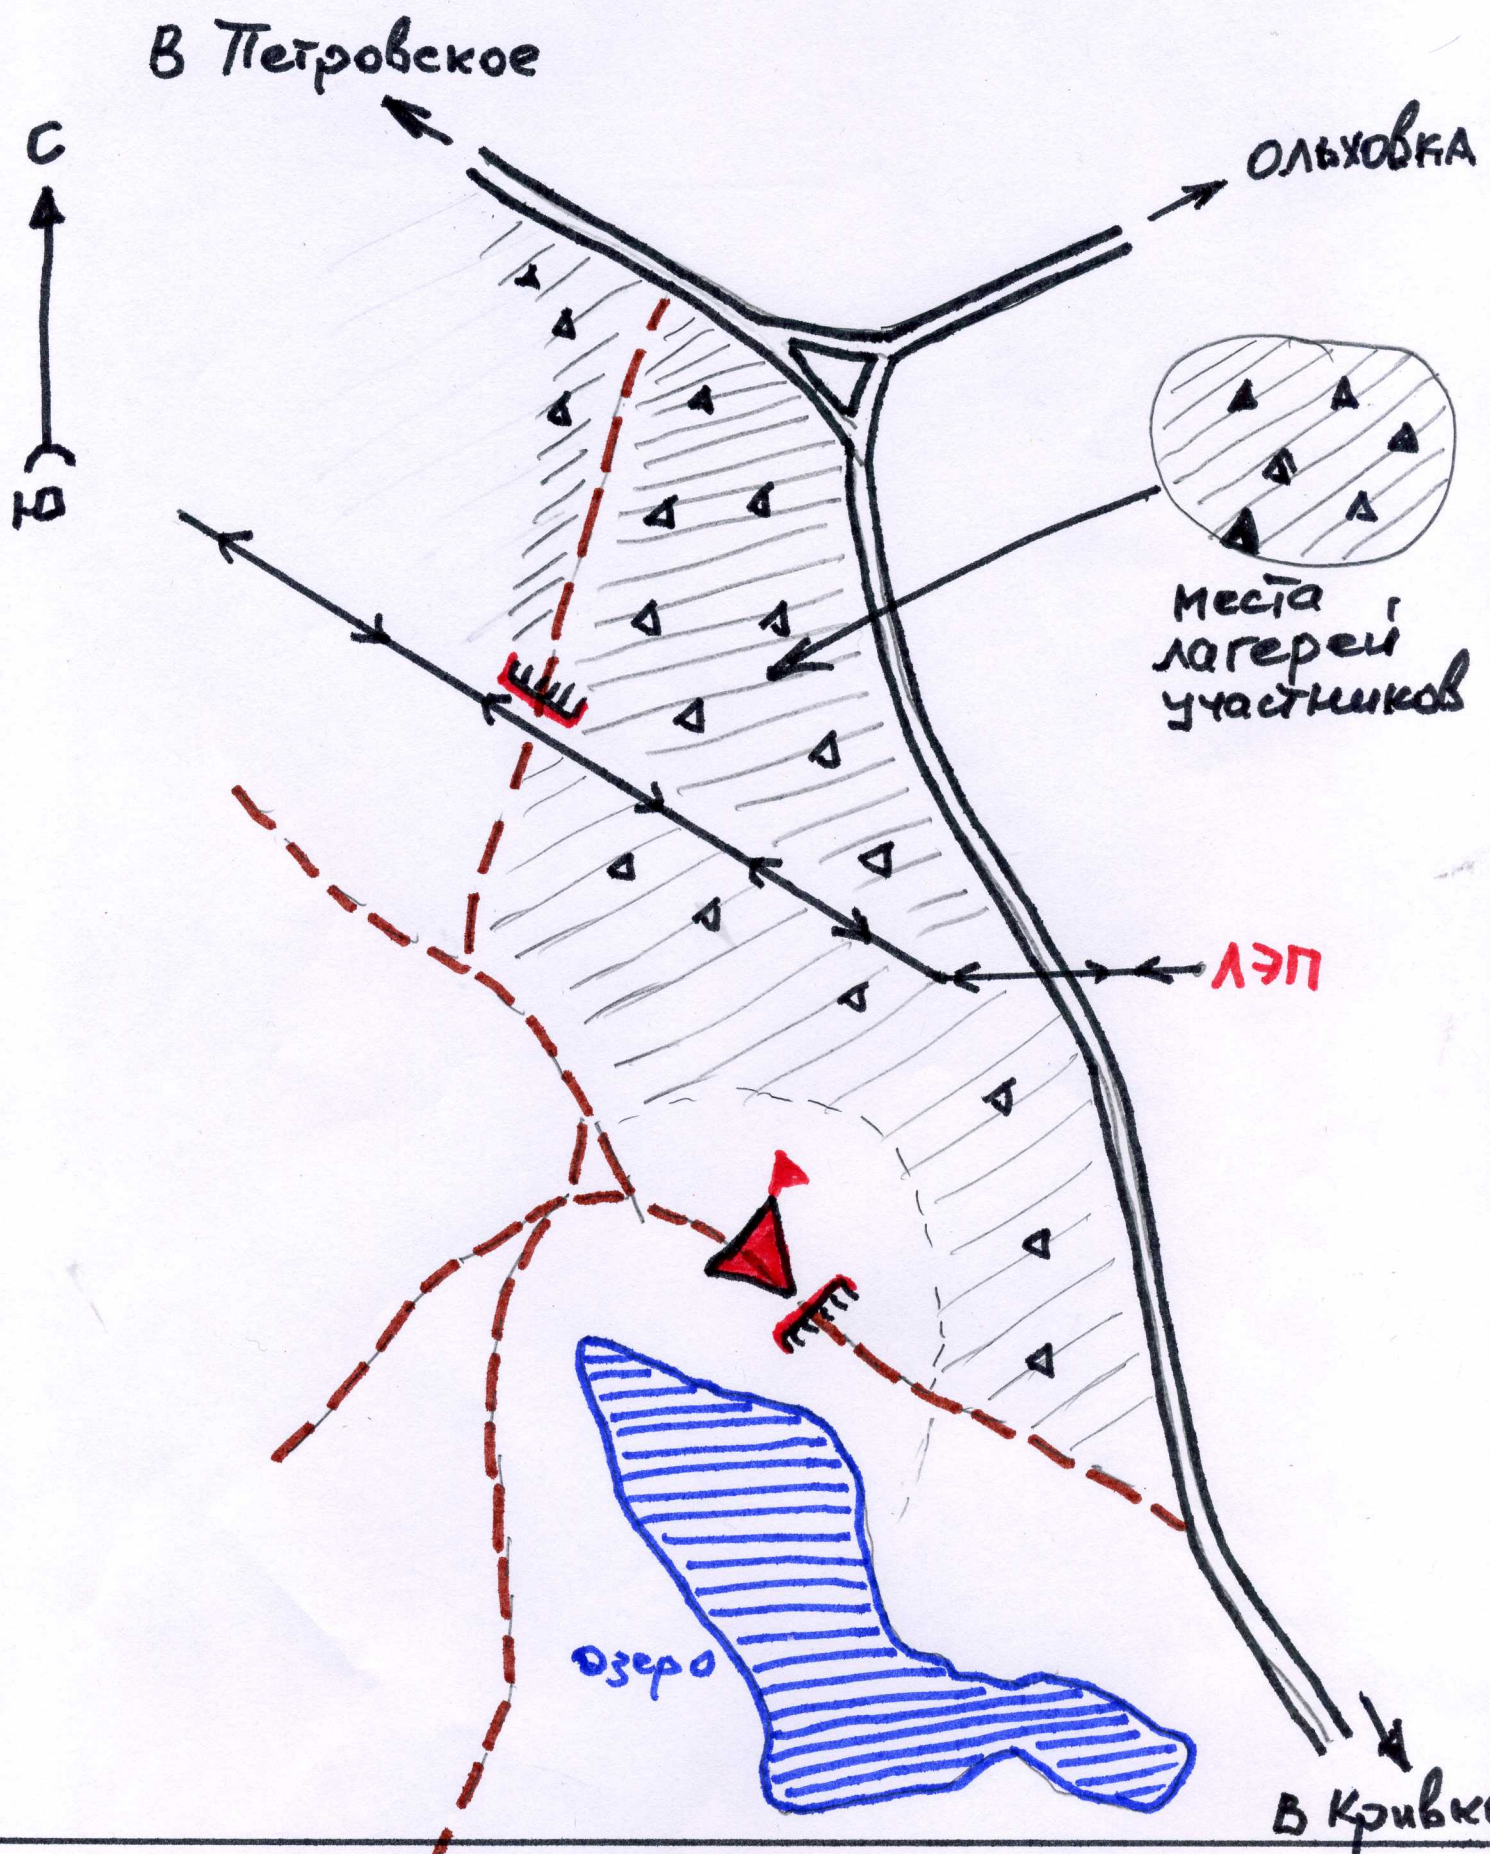 В Петровское
С
ОЛЬХОВКА
Ю
места
лагерей
участников
ЛЭП
озеро
В Кривк